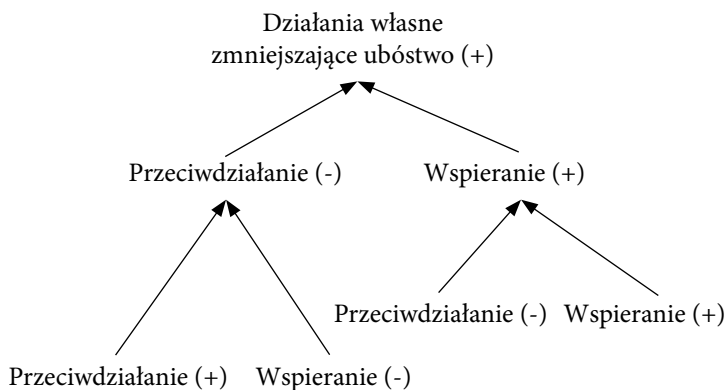 Działania własne
zmniejszające ubóstwo (+)
Przeciwdziałanie (-)
Wspieranie (+)
Przeciwdziałanie (-)
Wspieranie (+)
Przeciwdziałanie (+)
Wspieranie (-)